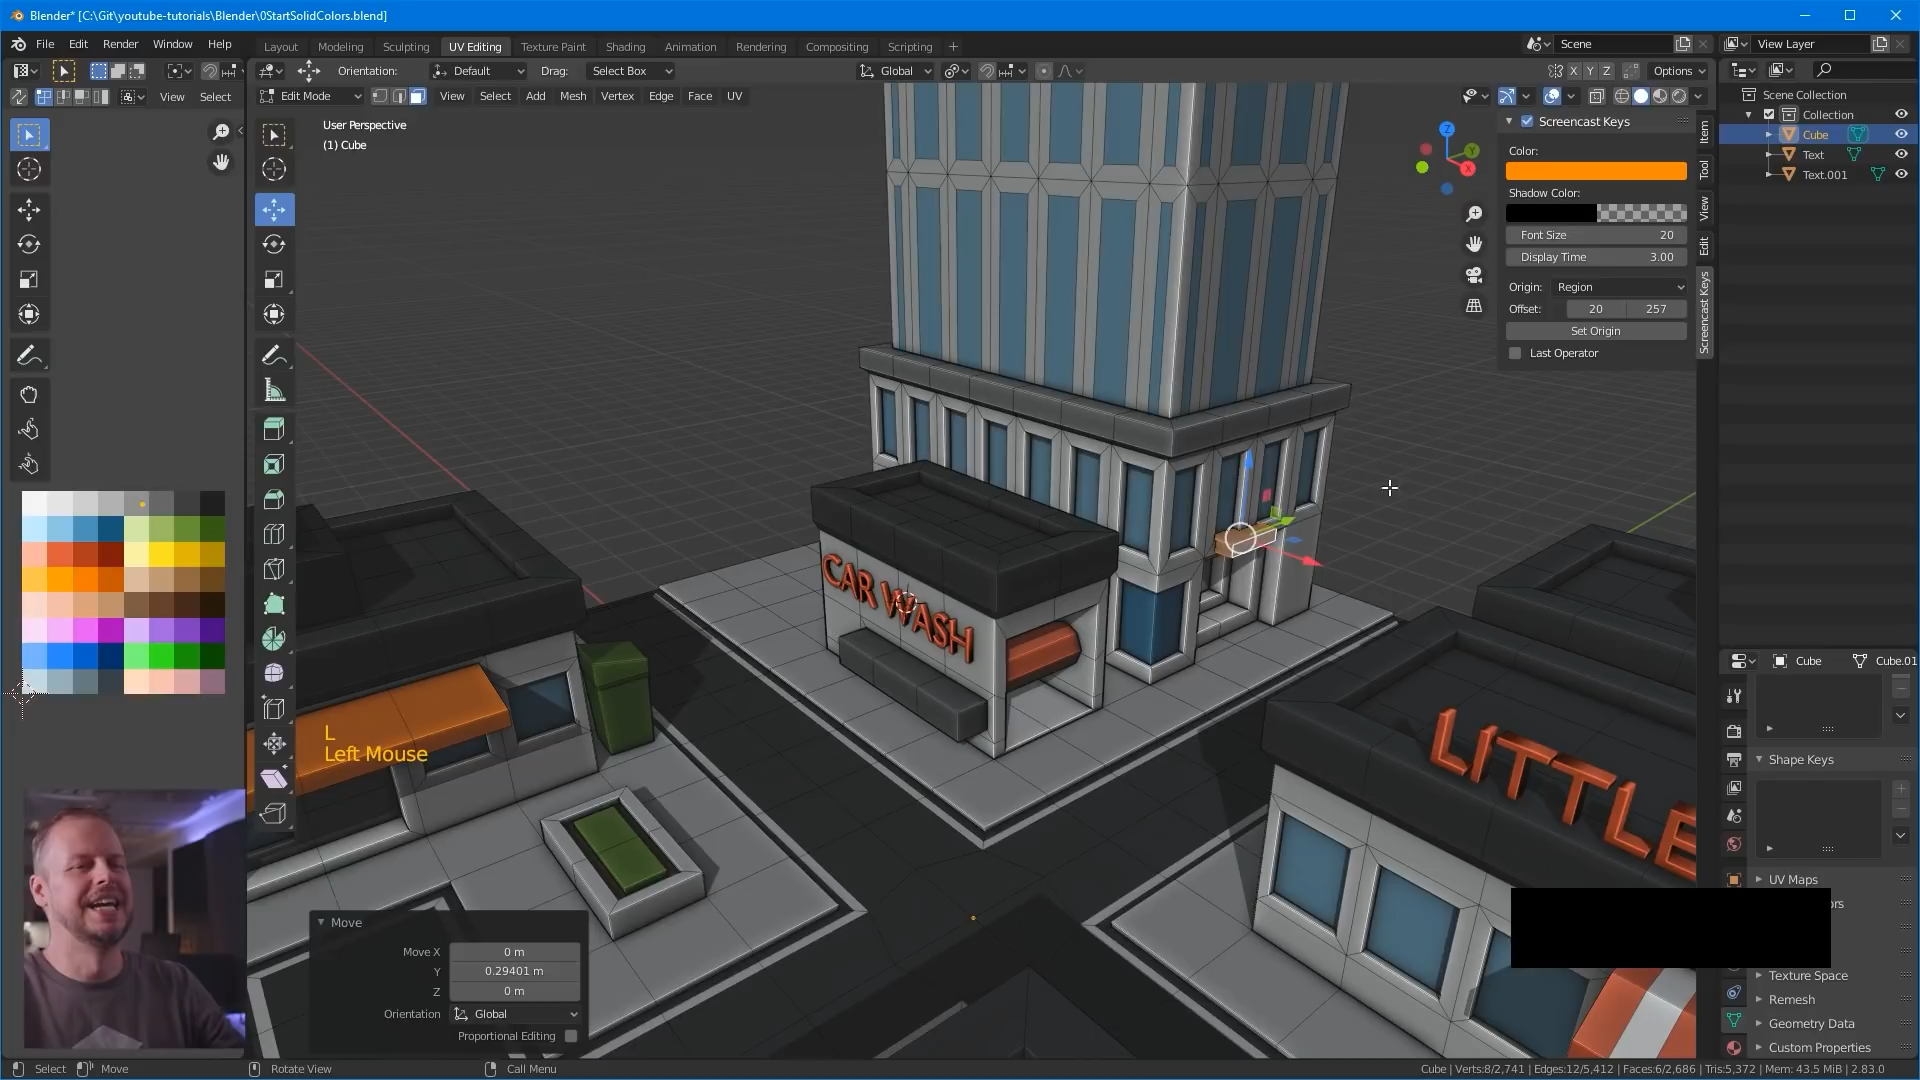 Blender* [C:\Git\youtube-tutorials\Blender\0StartSolidColors.blend]
File Edit Render Window Help
Layout Modeling Sculpting UV Editing Texture Paint Shading Animation Rendering Compositing Scripting
Scene
View Layer
Orientation: Default Drag: Select Box
Global
X Y Z Options
View Select
Edit Mode View Select Add Mesh Vertex Edge Face UV
User Perspective
(1) Cube
Z
Y
X
Screencast Keys
Color:
Shadow Color:
Font Size 20
Display Time 3.00
Origin: Region
Offset: 20 257
Set Origin
Last Operator
Item
Tool
View
Edit
Screencast Keys
Scene Collection
Collection
Cube
Text
Text.001
CAR WASH
LITTLE
L
Left Mouse
Move
Move X 0 m
Y 0.29401 m
Z 0 m
Orientation Global
Proportional Editing
Cube Cube.01
Shape Keys
UV Maps
ors
Texture Space
Remesh
Geometry Data
Custom Properties
Select Move Rotate View Call Menu
Cube | Verts:8/2,741 | Edges:12/5,412 | Faces:6/2,686 | Tris:5,372 | Mem: 43.5 MiB | 2.83.0